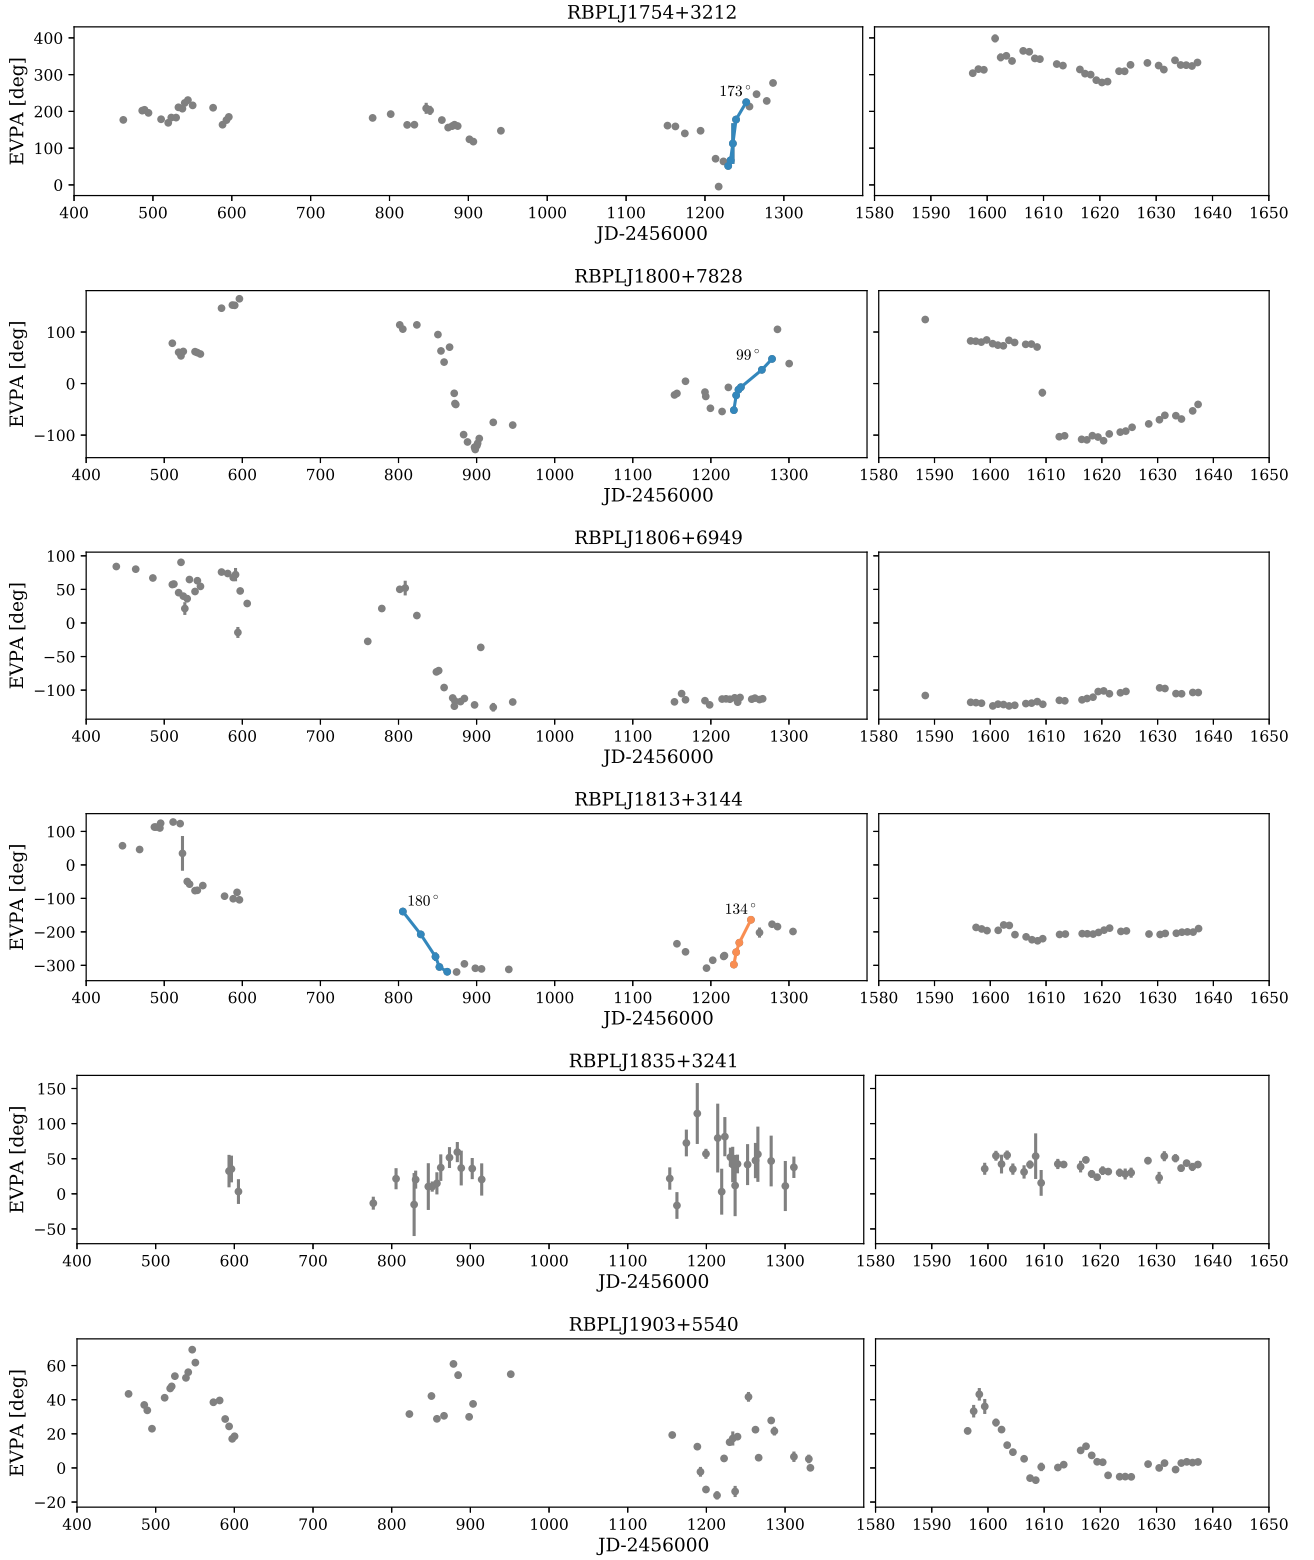 RBPLJ1754+3212
EVPA [deg]
400
300
200
100
0
173°
400 500 600 700 800 900 1000 1100 1200 1300 1580 1590 1600 1610 1620 1630 1640 1650
JD-2456000
RBPLJ1800+7828
EVPA [deg]
100
0
−100
99°
400 500 600 700 800 900 1000 1100 1200 1300 1580 1590 1600 1610 1620 1630 1640 1650
JD-2456000
RBPLJ1806+6949
EVPA [deg]
100
50
0
−50
−100
400 500 600 700 800 900 1000 1100 1200 1300 1580 1590 1600 1610 1620 1630 1640 1650
JD-2456000
RBPLJ1813+3144
EVPA [deg]
100
0
−100
−200
−300
180°
134°
400 500 600 700 800 900 1000 1100 1200 1300 1580 1590 1600 1610 1620 1630 1640 1650
JD-2456000
RBPLJ1835+3241
EVPA [deg]
150
100
50
0
−50
400 500 600 700 800 900 1000 1100 1200 1300 1580 1590 1600 1610 1620 1630 1640 1650
JD-2456000
RBPLJ1903+5540
EVPA [deg]
60
40
20
0
−20
400 500 600 700 800 900 1000 1100 1200 1300 1580 1590 1600 1610 1620 1630 1640 1650
JD-2456000